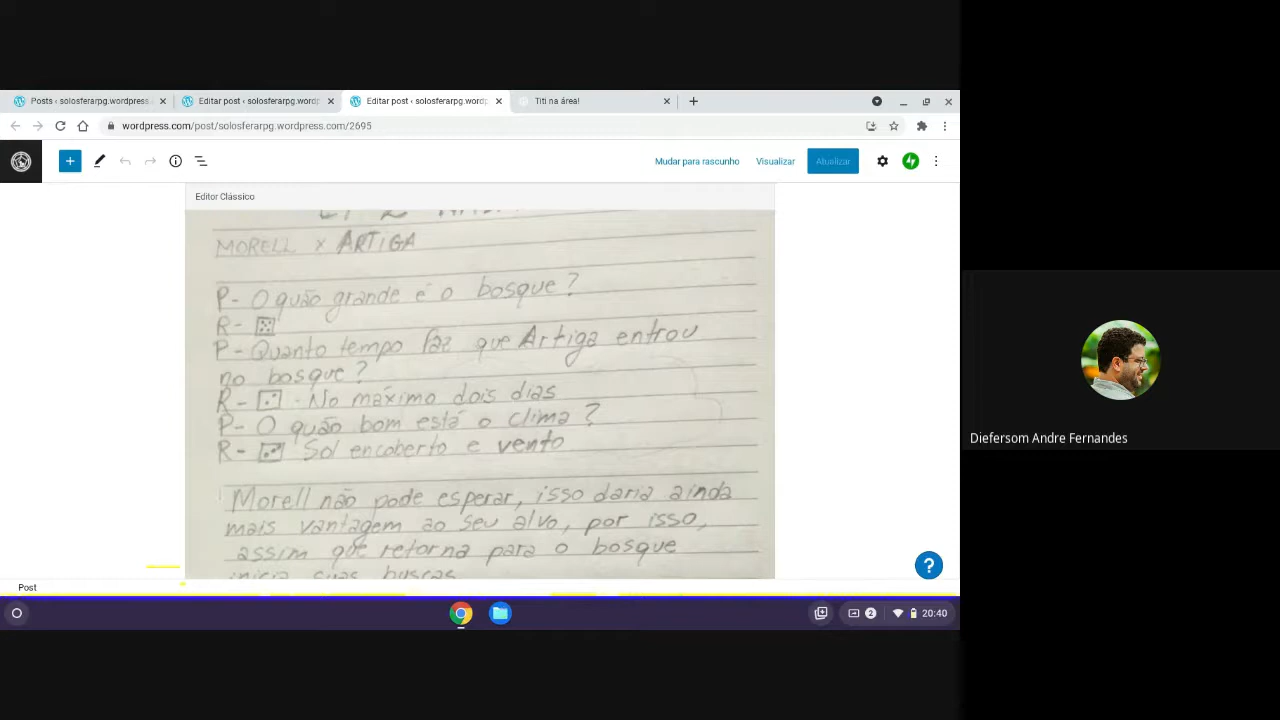 Posts ‹ solosferarpg.wordpress.
Editar post ‹ solosferarpg.wordp
Editar post ‹ solosferarpg.wordp
Titi na área!
wordpress.com/post/solosferarpg.wordpress.com/2695
Mudar para rascunho
Visualizar
Atualizar
Editor Clássico
MORELL x ARTIGA
P- O quão grande é o bosque?
R-
P- Quanto tempo faz que Artiga entrou
no bosque?
R- - No máximo dois dias
P- O quão bom está o clima?
R- Sol encoberto e vento
Morell não pode esperar, isso daria ainda
mais vantagem ao seu alvo, por isso,
assim que retorna para o bosque
inicia suas buscas
Diefersom Andre Fernandes
?
Post
2
20:40